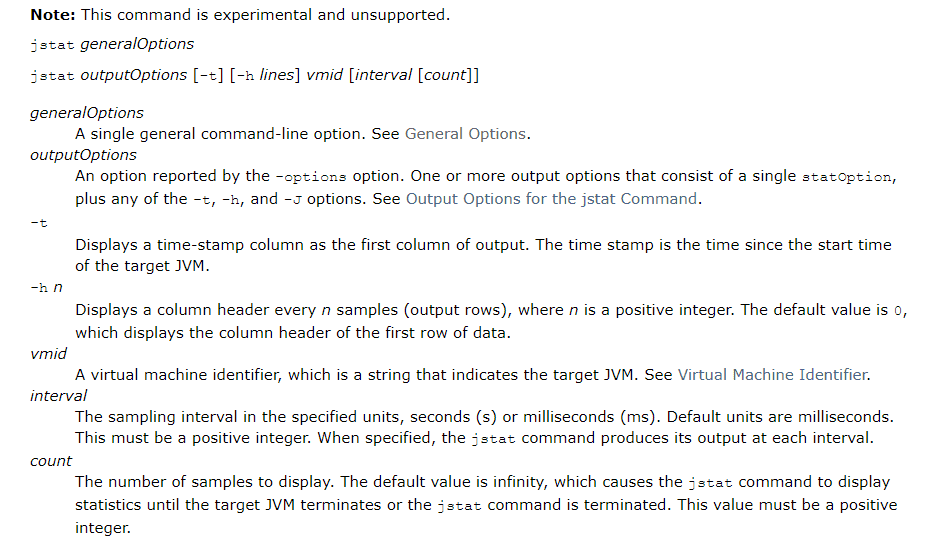 Note: This command is experimental and unsupported.
jstat generalOptions
jstat outputOptions [-t] [-h lines] vmid [interval [count]]
generalOptions
A single general command-line option. See General Options.
outputOptions
An option reported by the -options option. One or more output options that consist of a single statOption,
plus any of the -t, -h, and -J options. See Output Options for the jstat Command.
-t
Displays a time-stamp column as the first column of output. The time stamp is the time since the start time
of the target JVM.
-h n
Displays a column header every n samples (output rows), where n is a positive integer. The default value is 0,
which displays the column header of the first row of data.
vmid
A virtual machine identifier, which is a string that indicates the target JVM. See Virtual Machine Identifier.
interval
The sampling interval in the specified units, seconds (s) or milliseconds (ms). Default units are milliseconds.
This must be a positive integer. When specified, the jstat command produces its output at each interval.
count
The number of samples to display. The default value is infinity, which causes the jstat command to display
statistics until the target JVM terminates or the jstat command is terminated. This value must be a positive
integer.